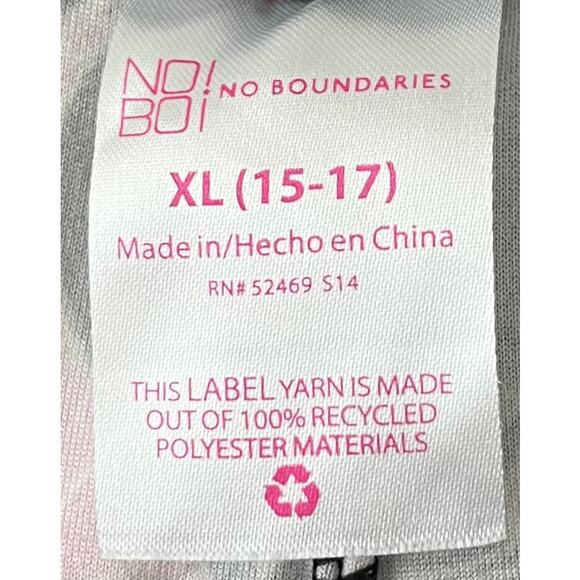 NO!
BO!
NO BOUNDARIES
XL (15-17)
Made in/Hecho en China
RN# 52469 S14
THIS LABEL YARN IS MADE
OUT OF 100% RECYCLED
POLYESTER MATERIALS